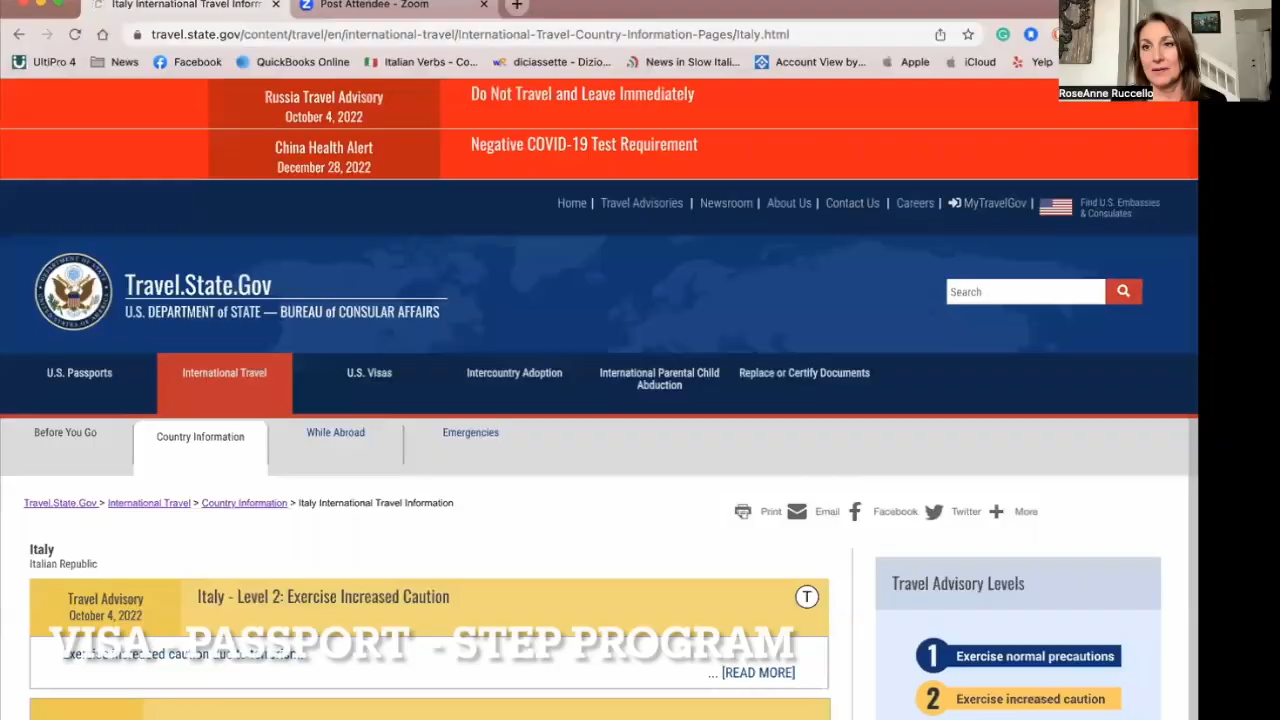 Italy International Travel Inform
Post Attendee - Zoom
travel.state.gov/content/travel/en/international-travel/International-Travel-Country-Information-Pages/Italy.html
UltiPro 4 News Facebook QuickBooks Online Italian Verbs - Co... diciassette - Dizio... News in Slow Itali... Account View by... Apple iCloud Yelp
RoseAnne Ruccello
Russia Travel Advisory
October 4, 2022
Do Not Travel and Leave Immediately
China Health Alert
December 28, 2022
Negative COVID-19 Test Requirement
Home | Travel Advisories | Newsroom | About Us | Contact Us | Careers | MyTravelGov |
Find U.S. Embassies
& Consulates
Travel.State.Gov
U.S. DEPARTMENT of STATE — BUREAU of CONSULAR AFFAIRS
Search
U.S. Passports
International Travel
U.S. Visas
Intercountry Adoption
International Parental Child
Abduction
Replace or Certify Documents
Before You Go
Country Information
While Abroad
Emergencies
Travel.State.Gov > International Travel > Country Information > Italy International Travel Information
Print Email Facebook Twitter More
Italy
Italian Republic
Travel Advisory
October 4, 2022
Italy - Level 2: Exercise Increased Caution
T
VISA - PASSPORT - STEP PROGRAM
Exercise increased caution due to terrorism.
... [READ MORE]
Travel Advisory Levels
1 Exercise normal precautions
2 Exercise increased caution